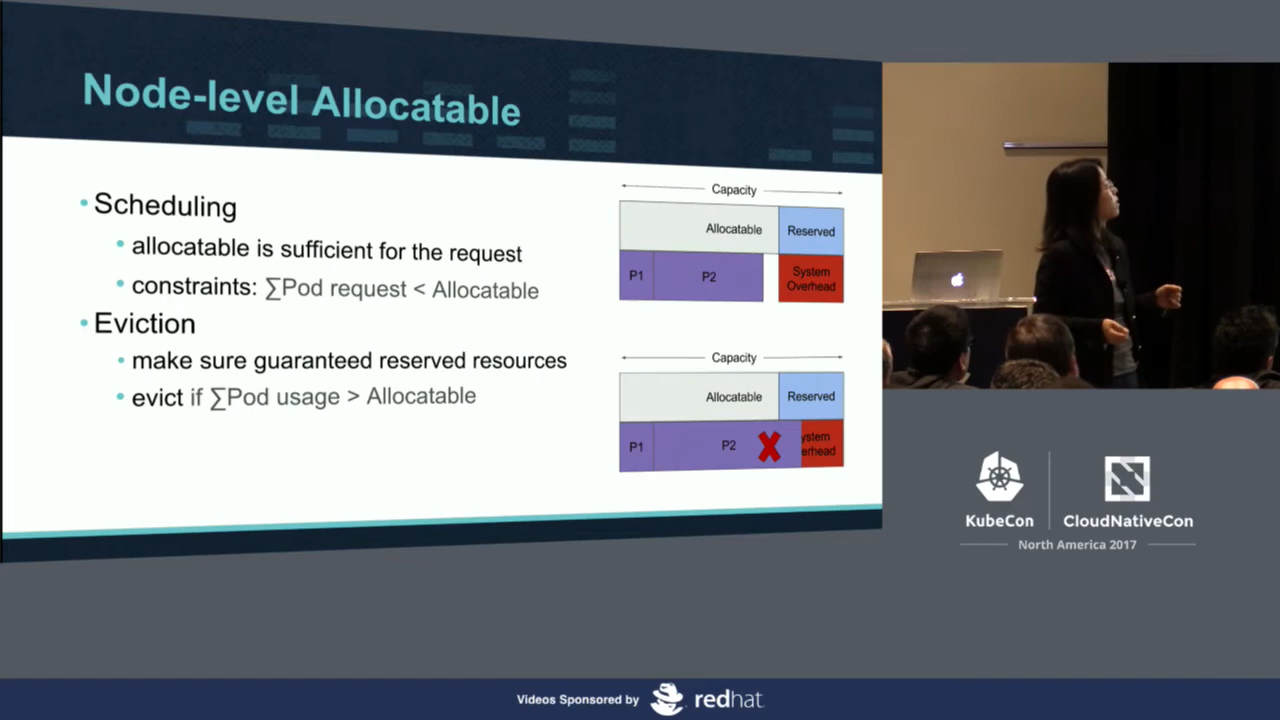 Node-level Allocatable
• Scheduling
• allocatable is sufficient for the request
• constraints: ∑Pod request < Allocatable
• Eviction
• make sure guaranteed reserved resources
• evict if ∑Pod usage > Allocatable
Capacity
Allocatable
Reserved
P1
P2
System
Overhead
Capacity
Allocatable
Reserved
P1
P2
ystem
erhead
KubeCon
CloudNativeCon
North America 2017
Videos Sponsored by
redhat